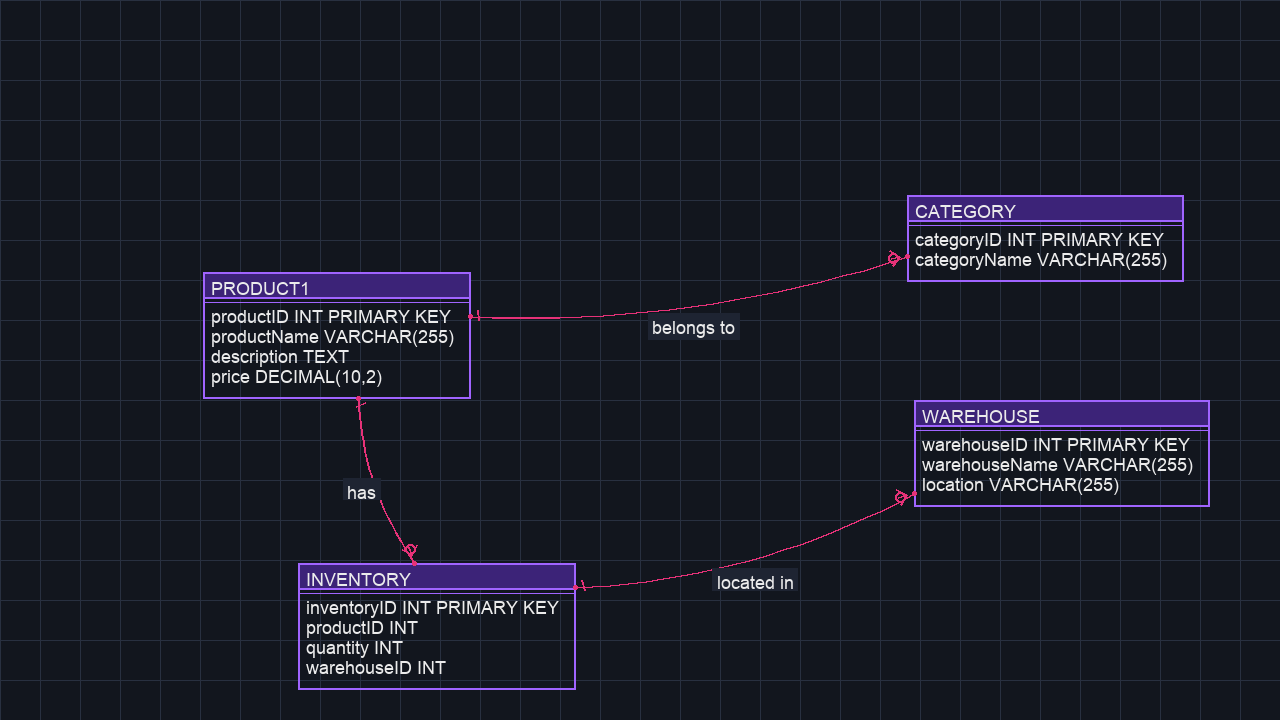 CATEGORY
categoryID INT PRIMARY KEY
categoryName VARCHAR(255)
PRODUCT1
productID INT PRIMARY KEY
productName VARCHAR(255)
description TEXT
price DECIMAL(10,2)
belongs to
WAREHOUSE
warehouseID INT PRIMARY KEY
warehouseName VARCHAR(255)
location VARCHAR(255)
has
located in
INVENTORY
inventoryID INT PRIMARY KEY
productID INT
quantity INT
warehouseID INT